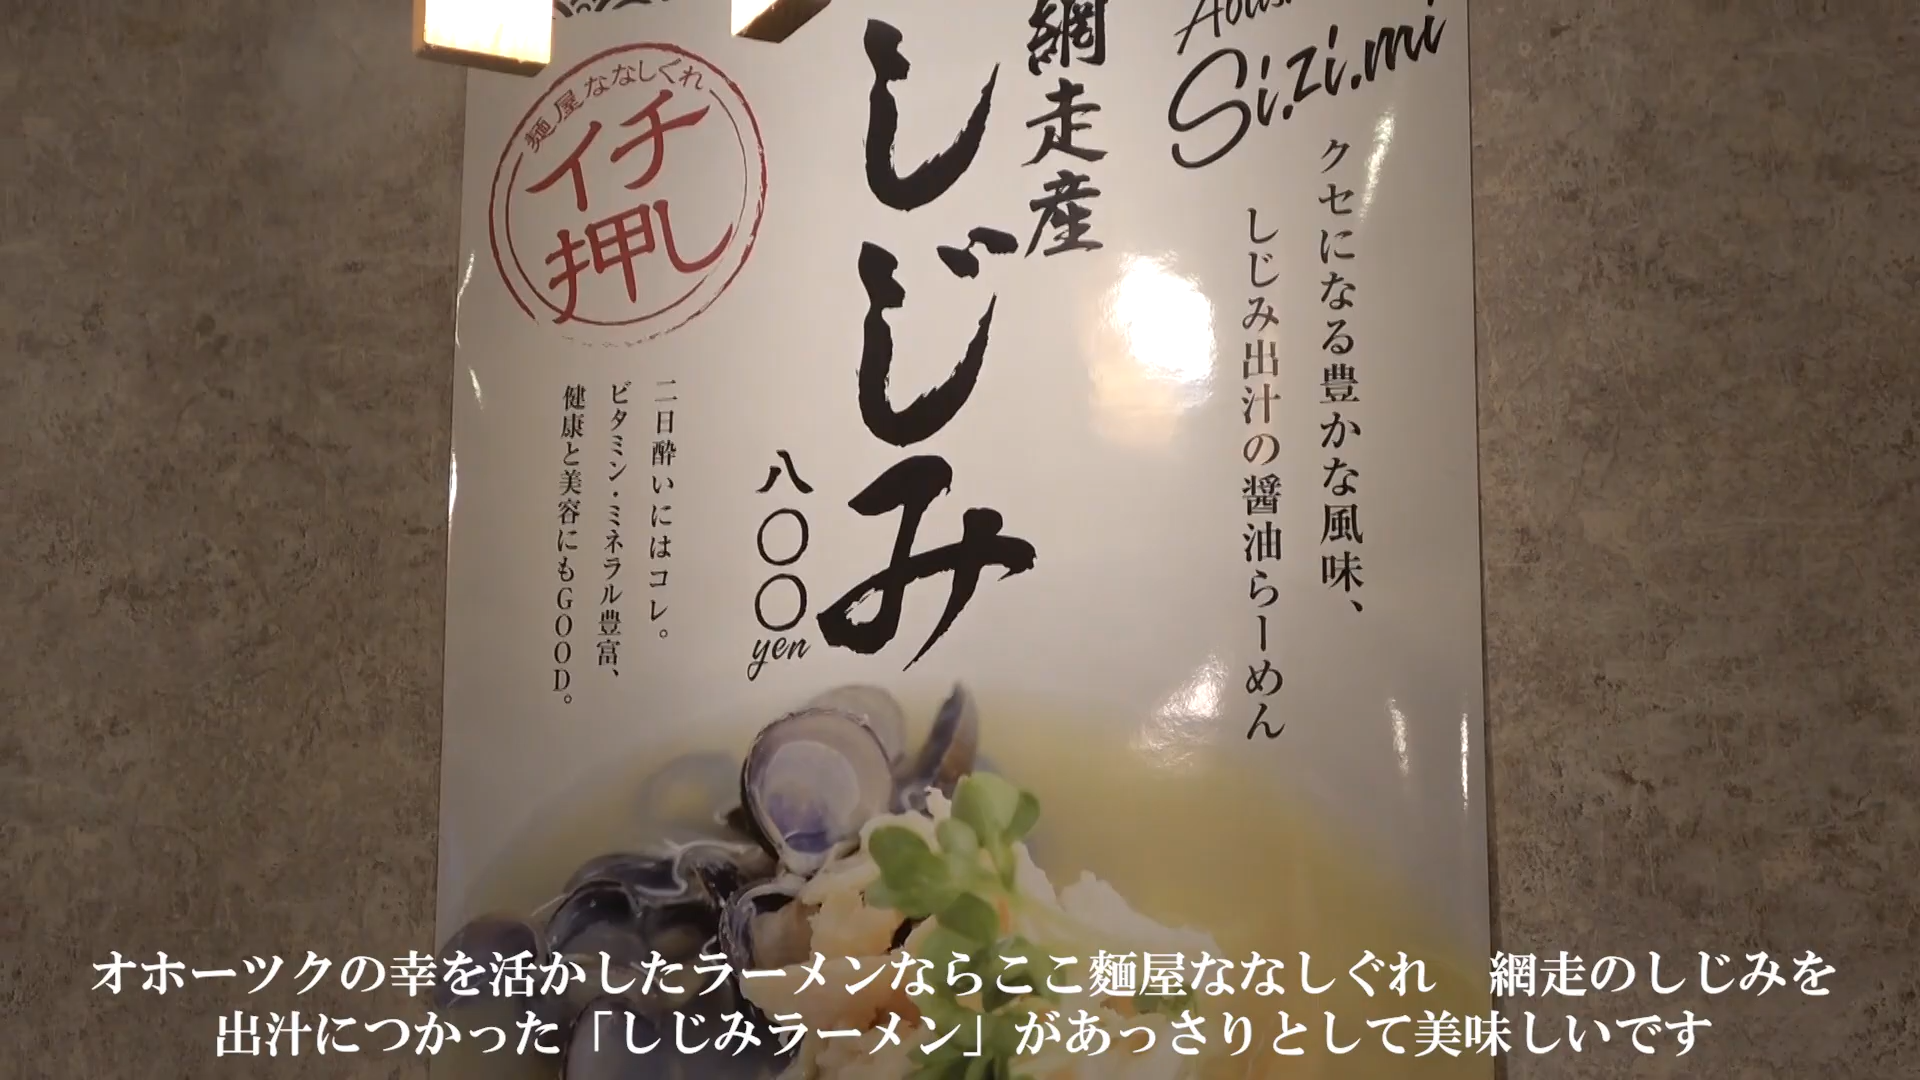 Si.zi.mi
クセになる豊かな風味、
しじみ出汁の醤油らーめん
網走産
しじみ
八〇〇
yen
麺屋ななしぐれ
イチ
押し
二日酔いにはコレ。
ビタミン・ミネラル豊富、
健康と美容にもGOOD。
オホーツクの幸を活かしたラーメンならここ麺屋ななしぐれ　網走のしじみを
出汁につかった「しじみラーメン」があっさりとして美味しいです